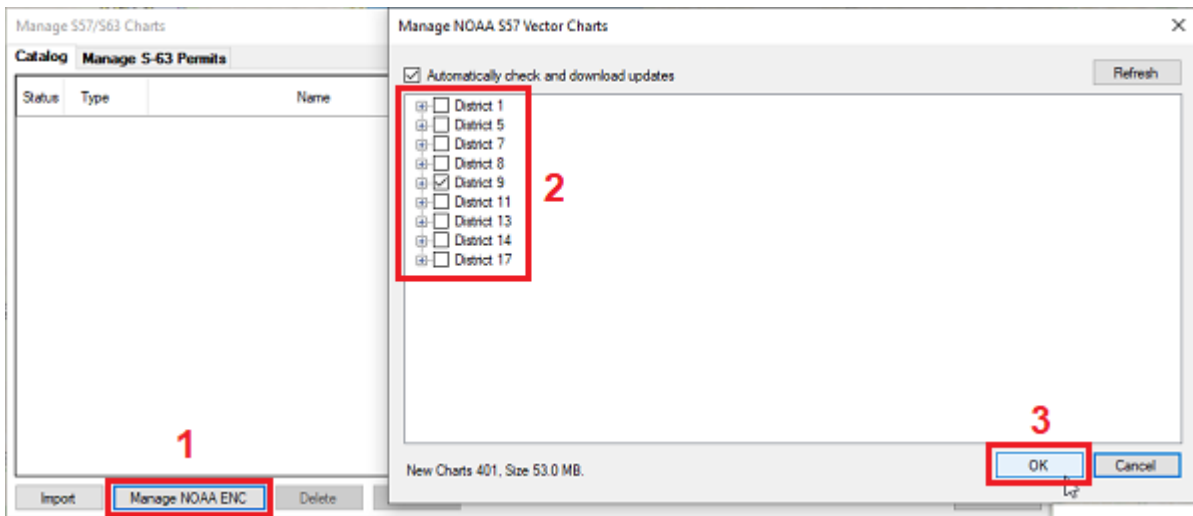 Manage S57/S63 Charts
Catalog Manage S-63 Permits
Status Type Name
1
Import Manage NOAA ENC Delete
Manage NOAA S57 Vector Charts
Automatically check and download updates Refresh
District 1
District 5
District 7
District 8
District 9
District 11
District 13
District 14
District 17
2
3
New Charts 401, Size 53.0 MB. OK Cancel